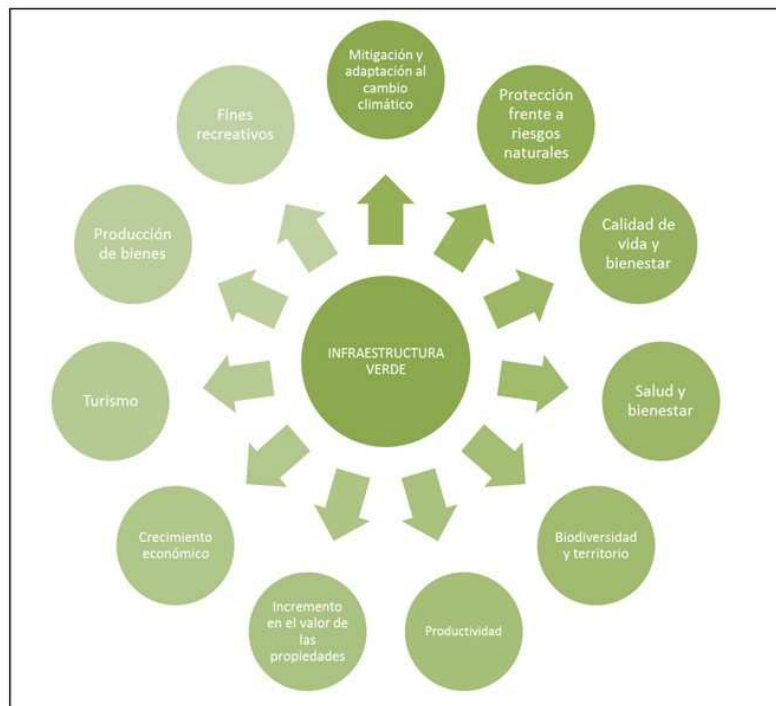 Mitigación y
adaptación al
cambio
climático
Protección
frente a
riesgos
naturales
Calidad de
vida y
bienestar
Salud y
bienestar
Biodiversidad
y territorio
Productividad
Incremento
en el valor de
las
propiedades
Crecimiento
económico
Turismo
Producción
de bienes
Fines
recreativos
INFRAESTRUCTURA
VERDE